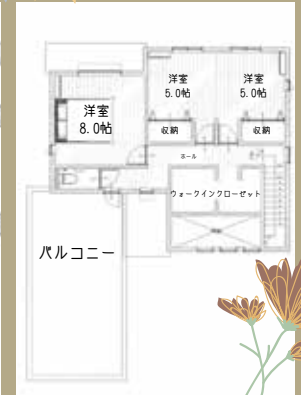 洋室
5.0帖
洋室
5.0帖
洋室
8.0帖
収納
収納
ホール
ウォークインクローゼット
バルコニー